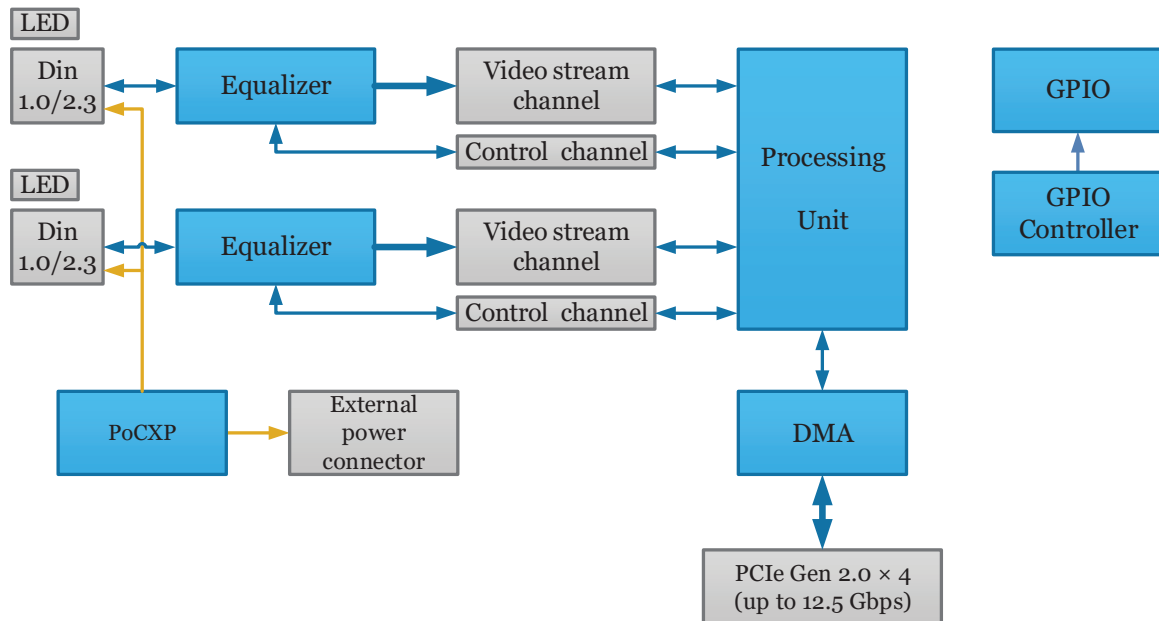 LED
Din
1.0/2.3
Equalizer
Video stream
channel
Control channel
LED
Din
1.0/2.3
Equalizer
Video stream
channel
Control channel
Processing
Unit
GPIO
GPIO
Controller
PoCXP
External
power
connector
DMA
PCIe Gen 2.0 × 4
(up to 12.5 Gbps)